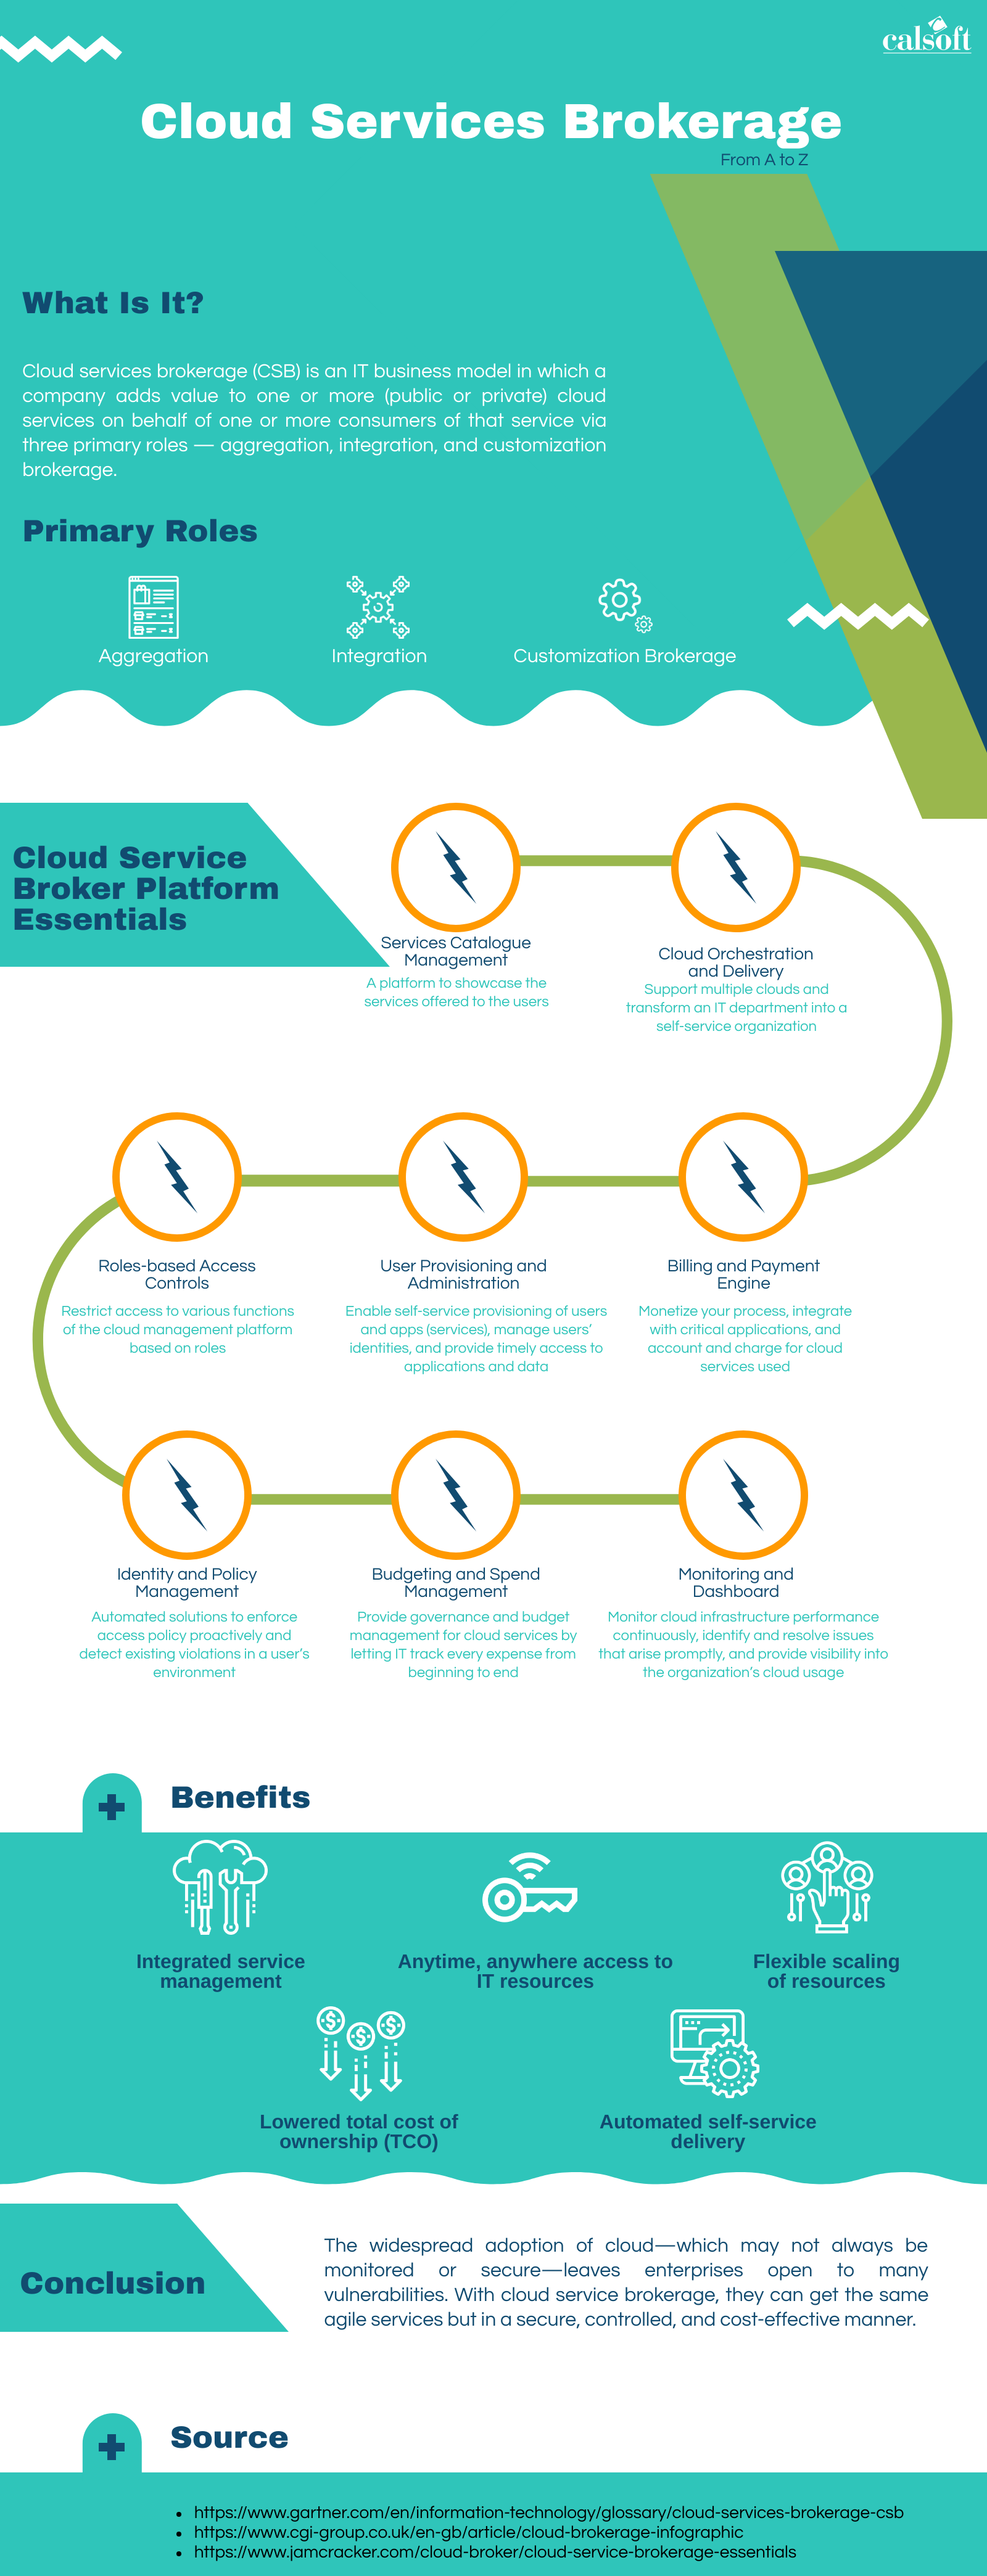 calsoft
Cloud Services Brokerage
From A to Z
What Is It?
Cloud services brokerage (CSB) is an IT business model in which a
company adds value to one or more (public or private) cloud
services on behalf of one or more consumers of that service via
three primary roles — aggregation, integration, and customization
brokerage.
Primary Roles
Aggregation
Integration
Customization Brokerage
Cloud Service
Broker Platform
Essentials
Services Catalogue
Management
A platform to showcase the
services offered to the users
Cloud Orchestration
and Delivery
Support multiple clouds and
transform an IT department into a
self-service organization
Roles-based Access
Controls
Restrict access to various functions
of the cloud management platform
based on roles
User Provisioning and
Administration
Enable self-service provisioning of users
and apps (services), manage users’
identities, and provide timely access to
applications and data
Billing and Payment
Engine
Monetize your process, integrate
with critical applications, and
account and charge for cloud
services used
Identity and Policy
Management
Automated solutions to enforce
access policy proactively and
detect existing violations in a user’s
environment
Budgeting and Spend
Management
Provide governance and budget
management for cloud services by
letting IT track every expense from
beginning to end
Monitoring and
Dashboard
Monitor cloud infrastructure performance
continuously, identify and resolve issues
that arise promptly, and provide visibility into
the organization’s cloud usage
Benefits
Integrated service
management
Anytime, anywhere access to
IT resources
Flexible scaling
of resources
Lowered total cost of
ownership (TCO)
Automated self-service
delivery
Conclusion
The widespread adoption of cloud—which may not always be
monitored or secure—leaves enterprises open to many
vulnerabilities. With cloud service brokerage, they can get the same
agile services but in a secure, controlled, and cost-effective manner.
Source
• https://www.gartner.com/en/information-technology/glossary/cloud-services-brokerage-csb
• https://www.cgi-group.co.uk/en-gb/article/cloud-brokerage-infographic
• https://www.jamcracker.com/cloud-broker/cloud-service-brokerage-essentials